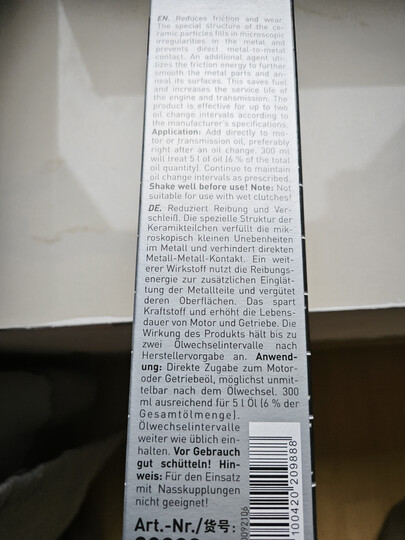 EN. Reduces friction and wear.
The special structure of the ce-
ramic particles fills in microscopic
irregularities in the metal and
prevents direct metal-to-metal
contact. An additional agent uti-
lizes the friction energy to further
smooth the metal parts and an-
neal its surfaces. This saves fuel
and increases the service life of
the engine and transmission. The
product is effective for up to two
oil change intervals according to
the manufacturer's specifications.
Application: Add directly to mo-
tor or transmission oil, preferably
right after an oil change. 300 ml
will treat 5 l of oil (6 % of the total
oil quantity). Continue to maintain
oil change intervals as prescribed.
Shake well before use! Note: Not
suitable for use with wet clutches!
DE. Reduziert Reibung und Ver-
schleiß. Die spezielle Struktur der
Keramikteilchen verfüllt die mik-
roskopisch kleinen Unebenheiten
im Metall und verhindert direkten
Metall-Metall-Kontakt. Ein weit-
erer Wirkstoff nutzt die Reibungs-
energie zur zusätzlichen Einglät-
tung der Metallteile und vergütet
deren Oberflächen. Das spart
Kraftstoff und erhöht die Lebens-
dauer von Motor und Getriebe. Die
Wirkung des Produkts hält bis zu
zwei Ölwechselintervalle nach
Herstellervorgabe an. Anwend-
ung: Direkte Zugabe zum Motor-
oder Getriebeöl, möglichst unmit-
telbar nach dem Ölwechsel. 300
ml ausreichend für 5 l Öl (6 % der
Gesamtölmenge).
Ölwechselintervalle
weiter wie üblich ein-
halten. Vor Gebrauch
gut schütteln! Hin-
weis: Für den Einsatz
mit Nasskupplungen
nicht geeignet!
Art.-Nr./货号:
100420 209888